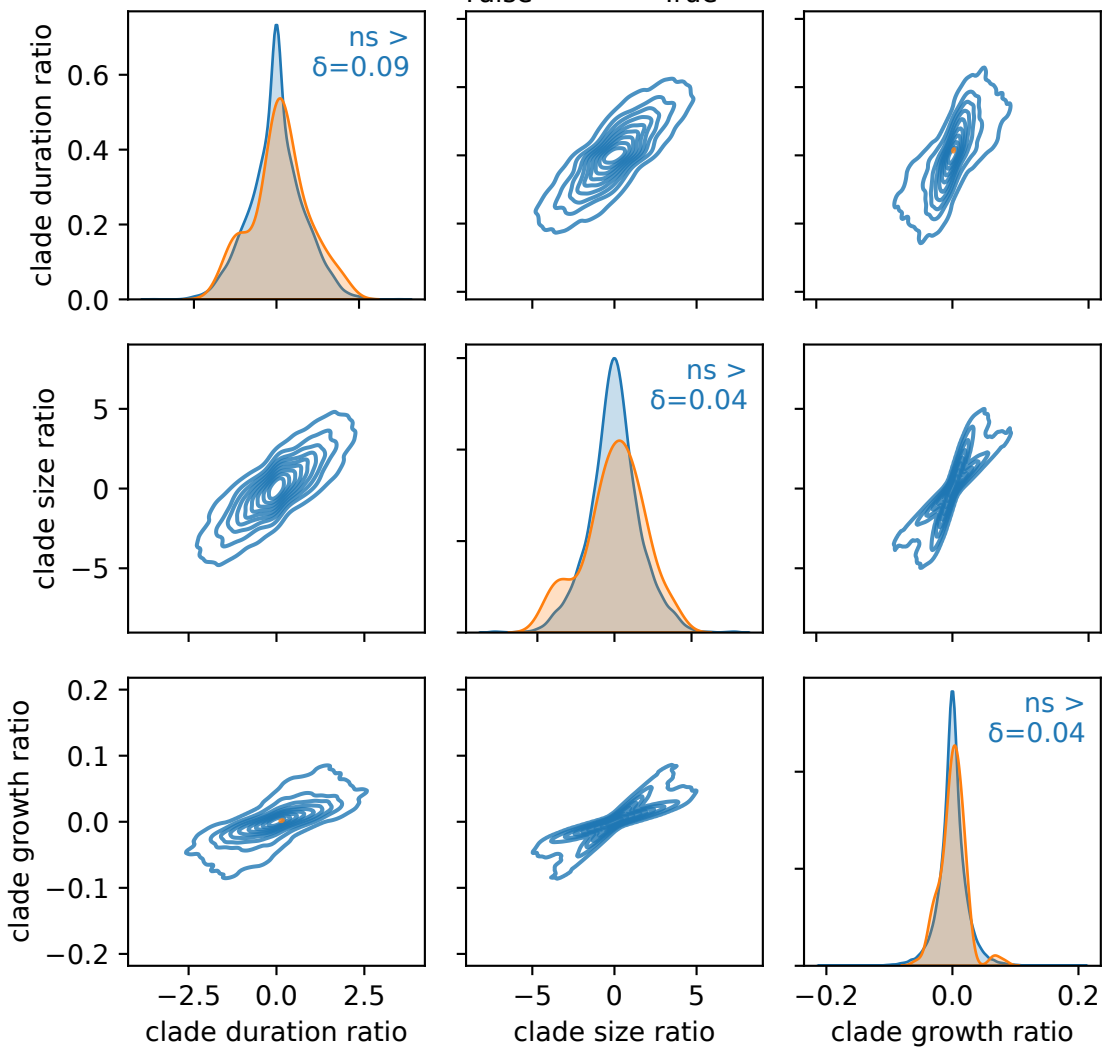 False True
clade duration ratio
0.6
0.4
0.2
0.0
ns >
δ=0.09
clade size ratio
5
0
−5
ns >
δ=0.04
clade growth ratio
0.2
0.1
0.0
−0.1
−0.2
ns >
δ=0.04
−2.5 0.0 2.5
−5 0 5
−0.2 0.0 0.2
clade duration ratio
clade size ratio
clade growth ratio